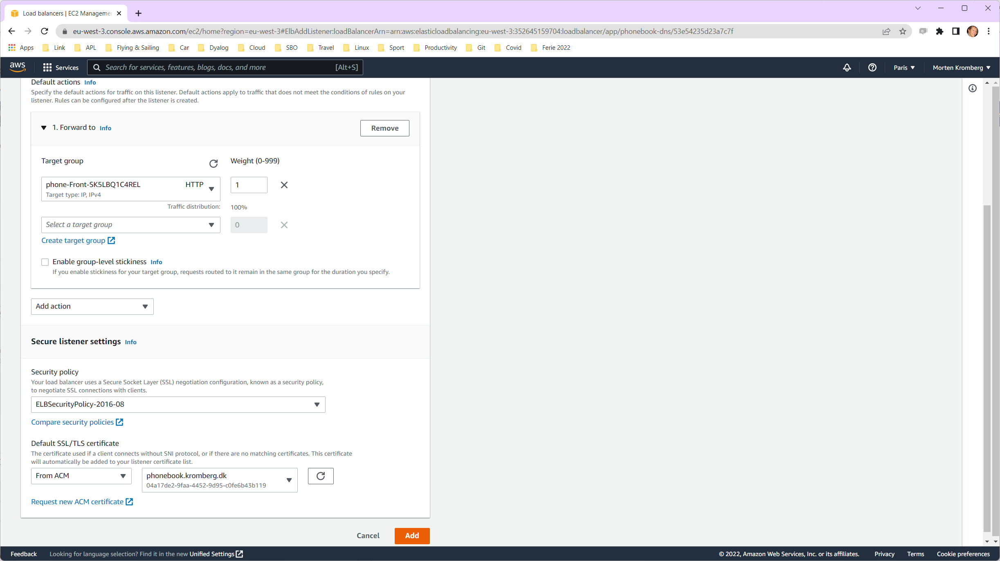 Load balancers | EC2 Manageme
eu-west-3.console.aws.amazon.com/ec2/home?region=eu-west-3#ElbAddListener:loadBalancerArn=arn:aws:elasticloadbalancing:eu-west-3:352645159704:loadbalancer/app/phonebook-dns/53e54235d23a7c7f
Apps Link APL Flying & Sailing Car Dyalog Cloud SBO Travel Linux Sport Productivity Git Covid Ferie 2022
aws Services Search for services, features, blogs, docs, and more [Alt+S] Paris Morten Kromberg
Default actions Info
Specify the default actions for traffic on this listener. Default actions apply to traffic that does not meet the conditions of rules on your
listener. Rules can be configured after the listener is created.
1. Forward to Info Remove
Target group Weight (0-999)
phone-Front-SK5LBQ1C4REL HTTP 1
Target type: IP, IPv4
Traffic distribution: 100%
Select a target group 0
Create target group
Enable group-level stickiness Info
If you enable stickiness for your target group, requests routed to it remain in the same group for the duration you specify.
Add action
Secure listener settings Info
Security policy
Your load balancer uses a Secure Socket Layer (SSL) negotiation configuration, known as a security policy,
to negotiate SSL connections with clients.
ELBSecurityPolicy-2016-08
Compare security policies
Default SSL/TLS certificate
The certificate used if a client connects without SNI protocol, or if there are no matching certificates. This certificate
will automatically be added to your listener certificate list.
From ACM phonebook.kromberg.dk
04a17de2-9faa-4452-9d95-c0fe6b43b119
Request new ACM certificate
Cancel Add
Feedback Looking for language selection? Find it in the new Unified Settings © 2022, Amazon Web Services, Inc. or its affiliates. Privacy Terms Cookie preferences